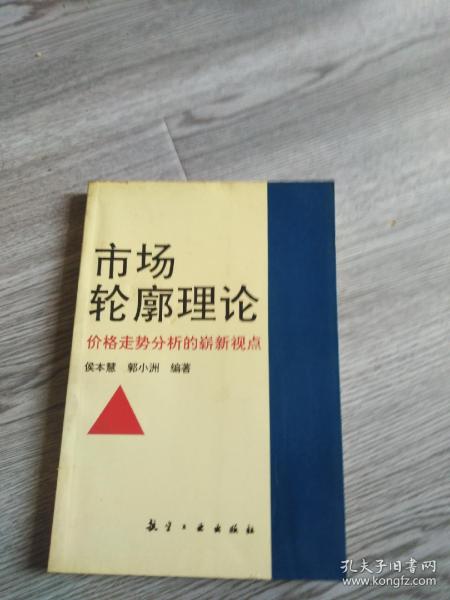 市场
轮廓理论
价格走势分析的崭新视点
侯本慧 郭小洲 编著
航空工业出版社
孔夫子旧书网
www.kongfz.com